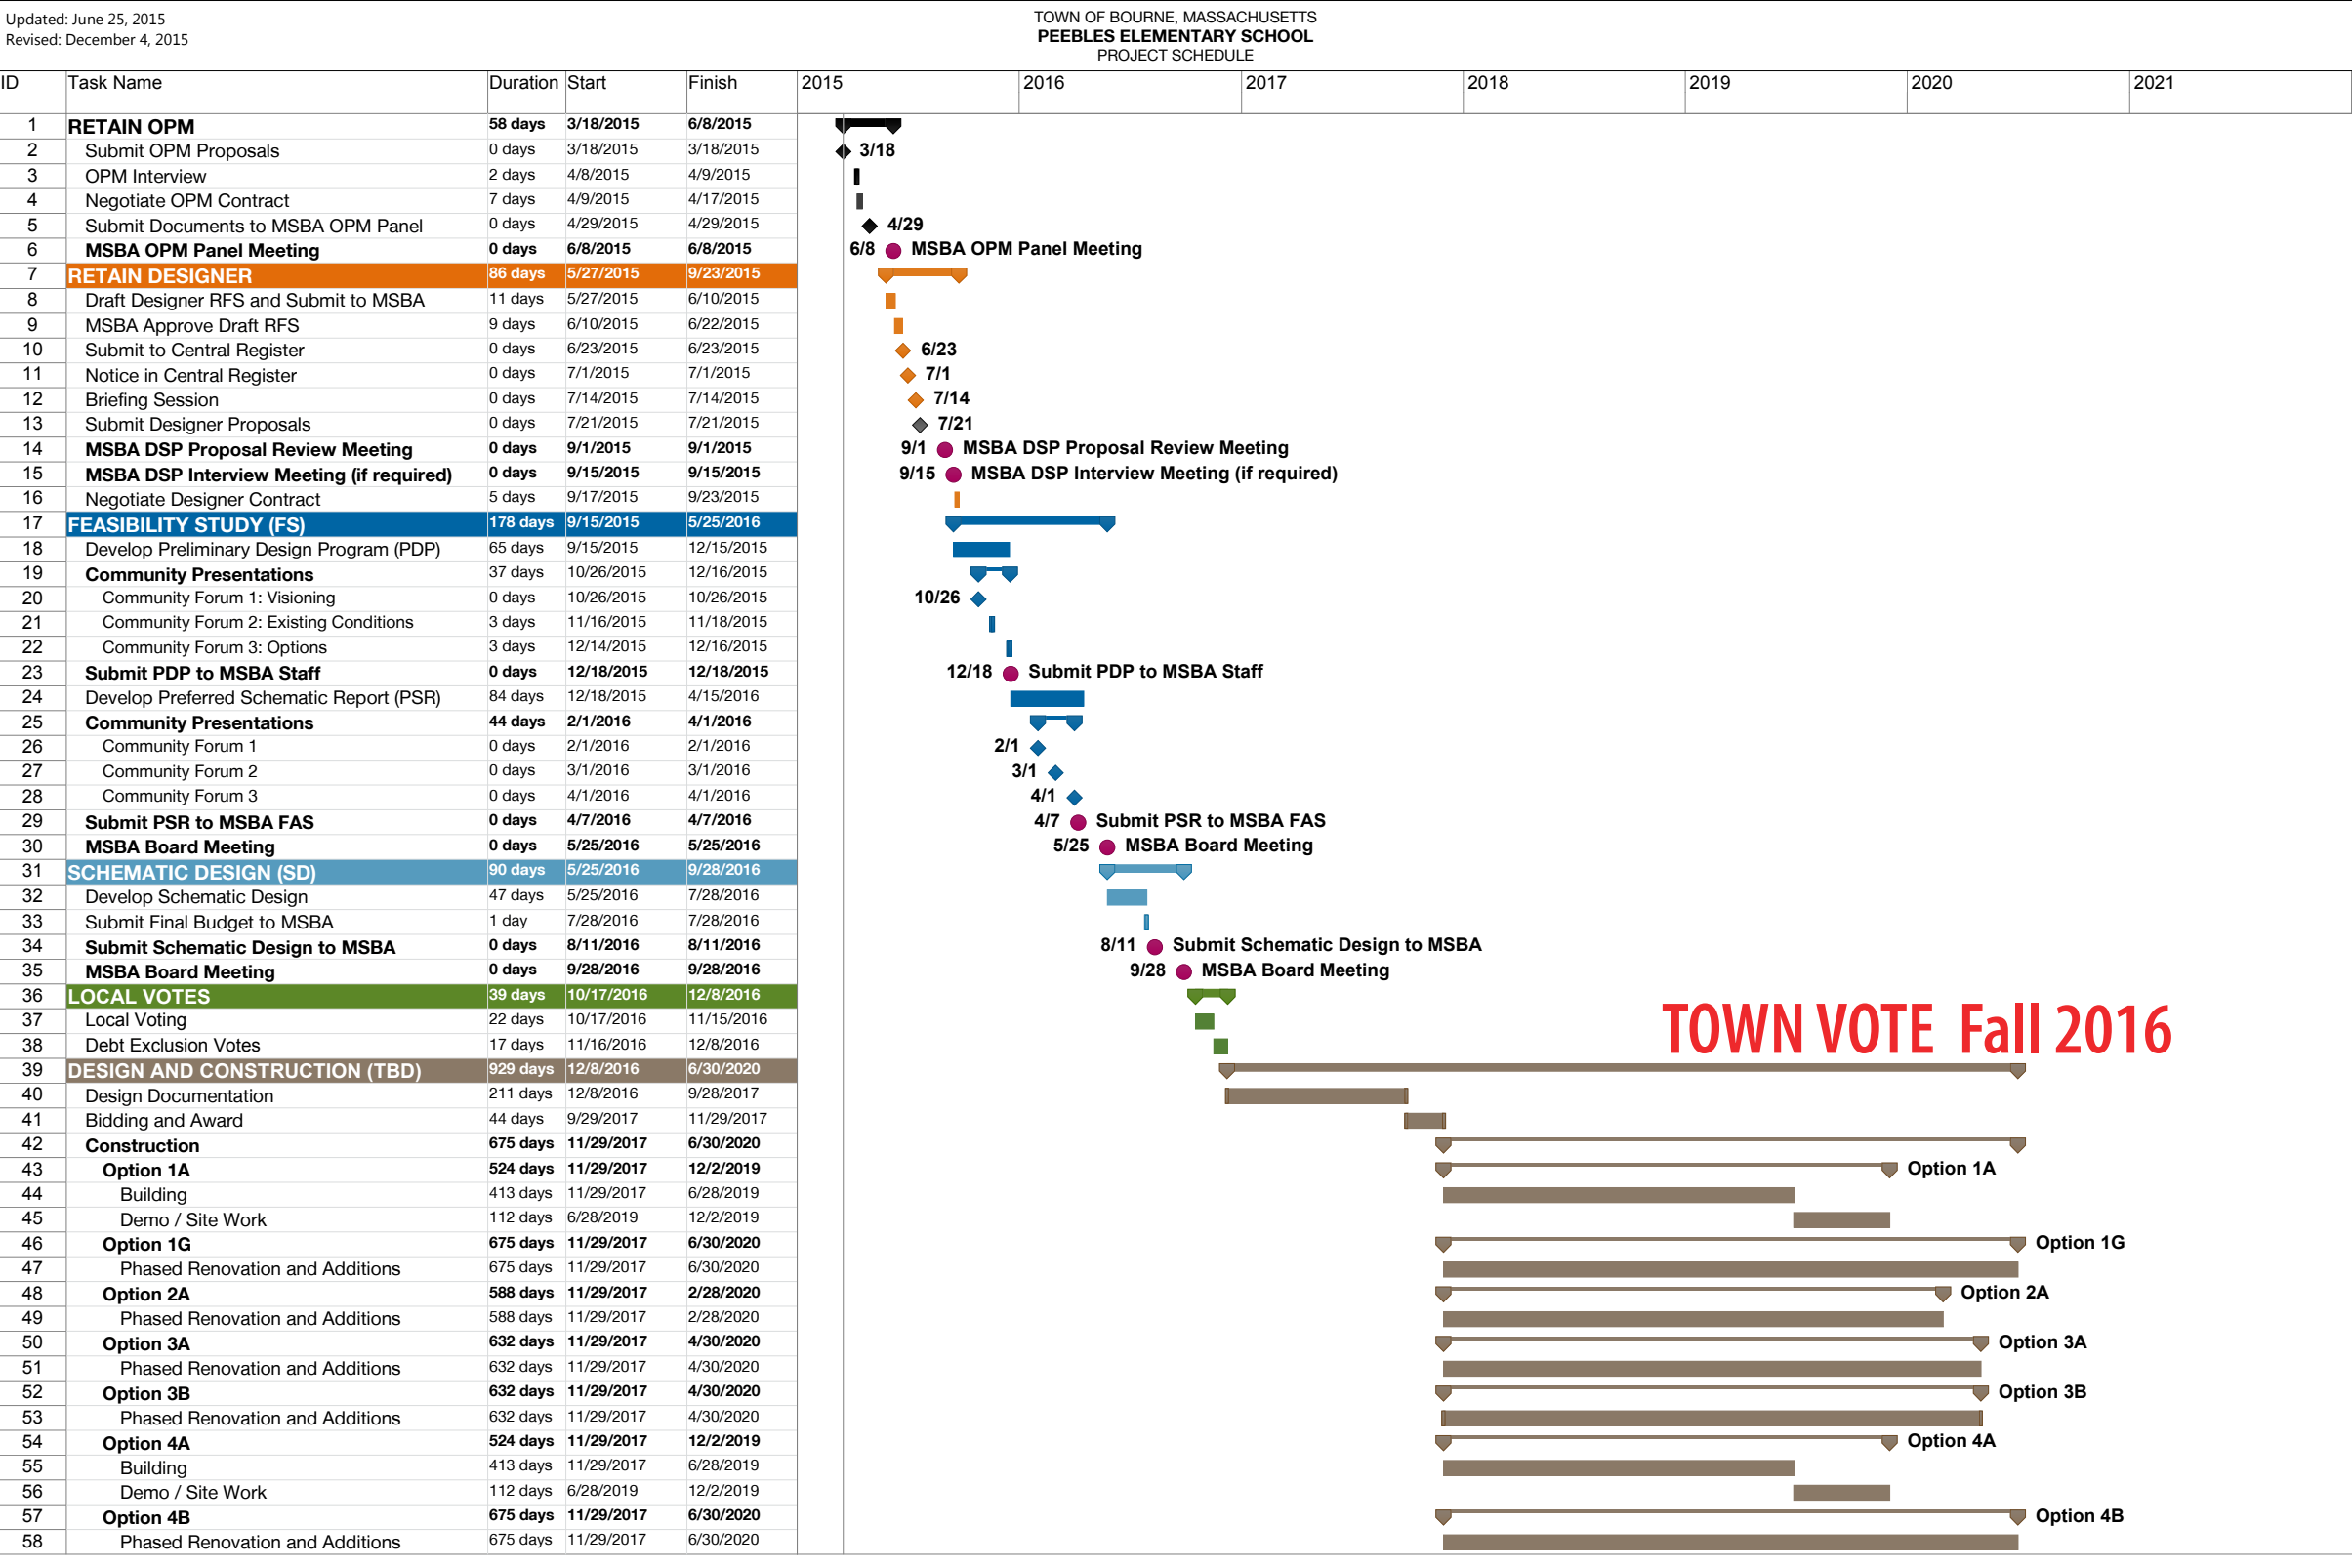 Updated: June 25, 2015
Revised: December 4, 2015
TOWN OF BOURNE, MASSACHUSETTS
PEEBLES ELEMENTARY SCHOOL
PROJECT SCHEDULE
ID Task Name Duration Start Finish 2015 2016 2017 2018 2019 2020 2021
1 RETAIN OPM 58 days 3/18/2015 6/8/2015
2 Submit OPM Proposals 0 days 3/18/2015 3/18/2015 3/18
3 OPM Interview 2 days 4/8/2015 4/9/2015
4 Negotiate OPM Contract 7 days 4/9/2015 4/17/2015
5 Submit Documents to MSBA OPM Panel 0 days 4/29/2015 4/29/2015 4/29
6 MSBA OPM Panel Meeting 0 days 6/8/2015 6/8/2015 6/8 MSBA OPM Panel Meeting
7 RETAIN DESIGNER 86 days 5/27/2015 9/23/2015
8 Draft Designer RFS and Submit to MSBA 11 days 5/27/2015 6/10/2015
9 MSBA Approve Draft RFS 9 days 6/10/2015 6/22/2015
10 Submit to Central Register 0 days 6/23/2015 6/23/2015 6/23
11 Notice in Central Register 0 days 7/1/2015 7/1/2015 7/1
12 Briefing Session 0 days 7/14/2015 7/14/2015 7/14
13 Submit Designer Proposals 0 days 7/21/2015 7/21/2015 7/21
14 MSBA DSP Proposal Review Meeting 0 days 9/1/2015 9/1/2015 9/1 MSBA DSP Proposal Review Meeting
15 MSBA DSP Interview Meeting (if required) 0 days 9/15/2015 9/15/2015 9/15 MSBA DSP Interview Meeting (if required)
16 Negotiate Designer Contract 5 days 9/17/2015 9/23/2015
17 FEASIBILITY STUDY (FS) 178 days 9/15/2015 5/25/2016
18 Develop Preliminary Design Program (PDP) 65 days 9/15/2015 12/15/2015
19 Community Presentations 37 days 10/26/2015 12/16/2015
20 Community Forum 1: Visioning 0 days 10/26/2015 10/26/2015 10/26
21 Community Forum 2: Existing Conditions 3 days 11/16/2015 11/18/2015
22 Community Forum 3: Options 3 days 12/14/2015 12/16/2015
23 Submit PDP to MSBA Staff 0 days 12/18/2015 12/18/2015 12/18 Submit PDP to MSBA Staff
24 Develop Preferred Schematic Report (PSR) 84 days 12/18/2015 4/15/2016
25 Community Presentations 44 days 2/1/2016 4/1/2016
26 Community Forum 1 0 days 2/1/2016 2/1/2016 2/1
27 Community Forum 2 0 days 3/1/2016 3/1/2016 3/1
28 Community Forum 3 0 days 4/1/2016 4/1/2016 4/1
29 Submit PSR to MSBA FAS 0 days 4/7/2016 4/7/2016 4/7 Submit PSR to MSBA FAS
30 MSBA Board Meeting 0 days 5/25/2016 5/25/2016 5/25 MSBA Board Meeting
31 SCHEMATIC DESIGN (SD) 90 days 5/25/2016 9/28/2016
32 Develop Schematic Design 47 days 5/25/2016 7/28/2016
33 Submit Final Budget to MSBA 1 day 7/28/2016 7/28/2016
34 Submit Schematic Design to MSBA 0 days 8/11/2016 8/11/2016 8/11 Submit Schematic Design to MSBA
35 MSBA Board Meeting 0 days 9/28/2016 9/28/2016 9/28 MSBA Board Meeting
36 LOCAL VOTES 39 days 10/17/2016 12/8/2016
37 Local Voting 22 days 10/17/2016 11/15/2016
TOWN VOTE Fall 2016
38 Debt Exclusion Votes 17 days 11/16/2016 12/8/2016
39 DESIGN AND CONSTRUCTION (TBD) 929 days 12/8/2016 6/30/2020
40 Design Documentation 211 days 12/8/2016 9/28/2017
41 Bidding and Award 44 days 9/29/2017 11/29/2017
42 Construction 675 days 11/29/2017 6/30/2020
43 Option 1A 524 days 11/29/2017 12/2/2019 Option 1A
44 Building 413 days 11/29/2017 6/28/2019
45 Demo / Site Work 112 days 6/28/2019 12/2/2019
46 Option 1G 675 days 11/29/2017 6/30/2020 Option 1G
47 Phased Renovation and Additions 675 days 11/29/2017 6/30/2020
48 Option 2A 588 days 11/29/2017 2/28/2020 Option 2A
49 Phased Renovation and Additions 588 days 11/29/2017 2/28/2020
50 Option 3A 632 days 11/29/2017 4/30/2020 Option 3A
51 Phased Renovation and Additions 632 days 11/29/2017 4/30/2020
52 Option 3B 632 days 11/29/2017 4/30/2020 Option 3B
53 Phased Renovation and Additions 632 days 11/29/2017 4/30/2020
54 Option 4A 524 days 11/29/2017 12/2/2019 Option 4A
55 Building 413 days 11/29/2017 6/28/2019
56 Demo / Site Work 112 days 6/28/2019 12/2/2019
57 Option 4B 675 days 11/29/2017 6/30/2020 Option 4B
58 Phased Renovation and Additions 675 days 11/29/2017 6/30/2020